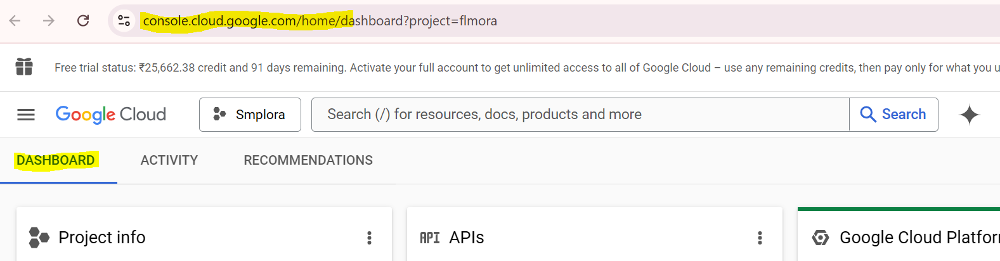 console.cloud.google.com/home/dashboard?project=flmora
Free trial status: ₹25,662.38 credit and 91 days remaining. Activate your full account to get unlimited access to all of Google Cloud – use any remaining credits, then pay only for what you u
Google Cloud Smplora Search (/) for resources, docs, products and more Search
DASHBOARD ACTIVITY RECOMMENDATIONS
Project info API APIs Google Cloud Platfor